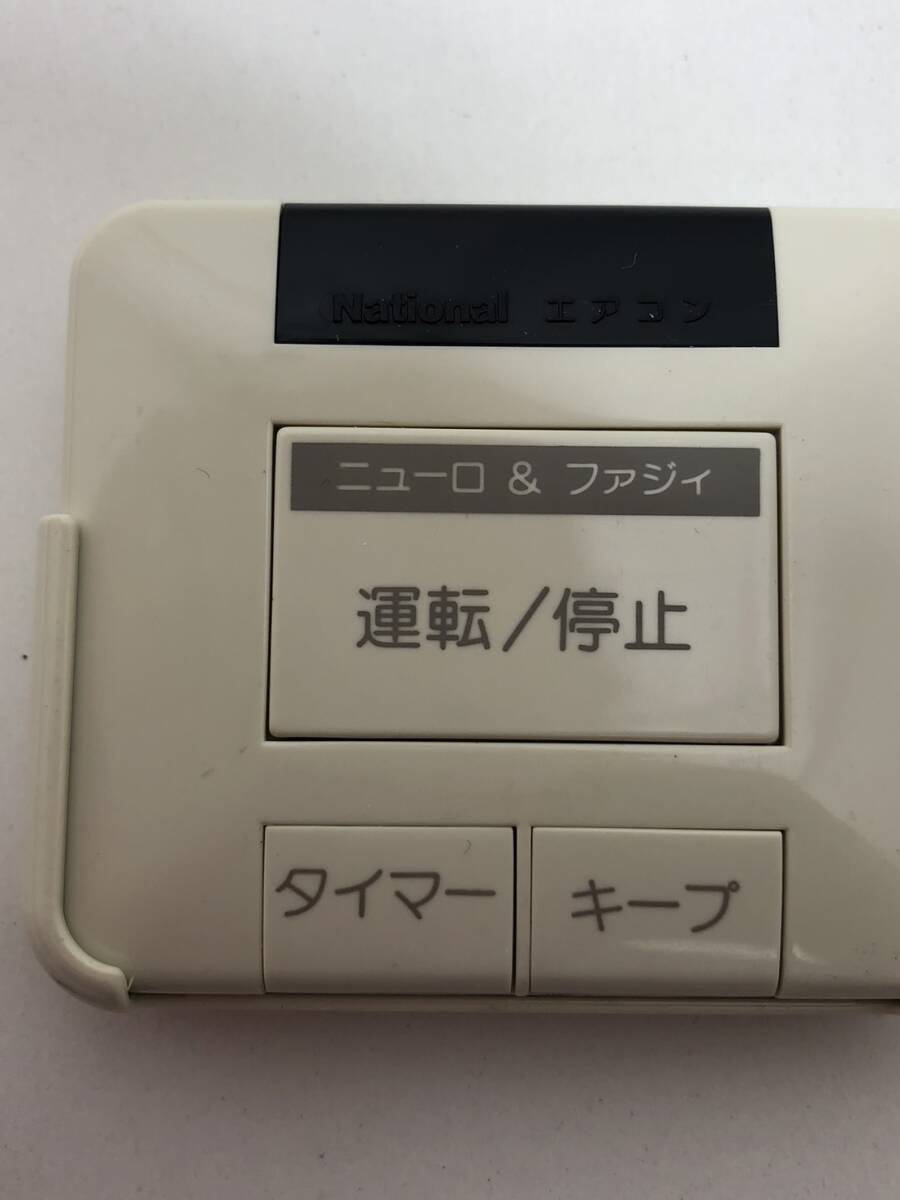 National エアコン
ニューロ & ファジィ
運転/停止
タイマー キープ